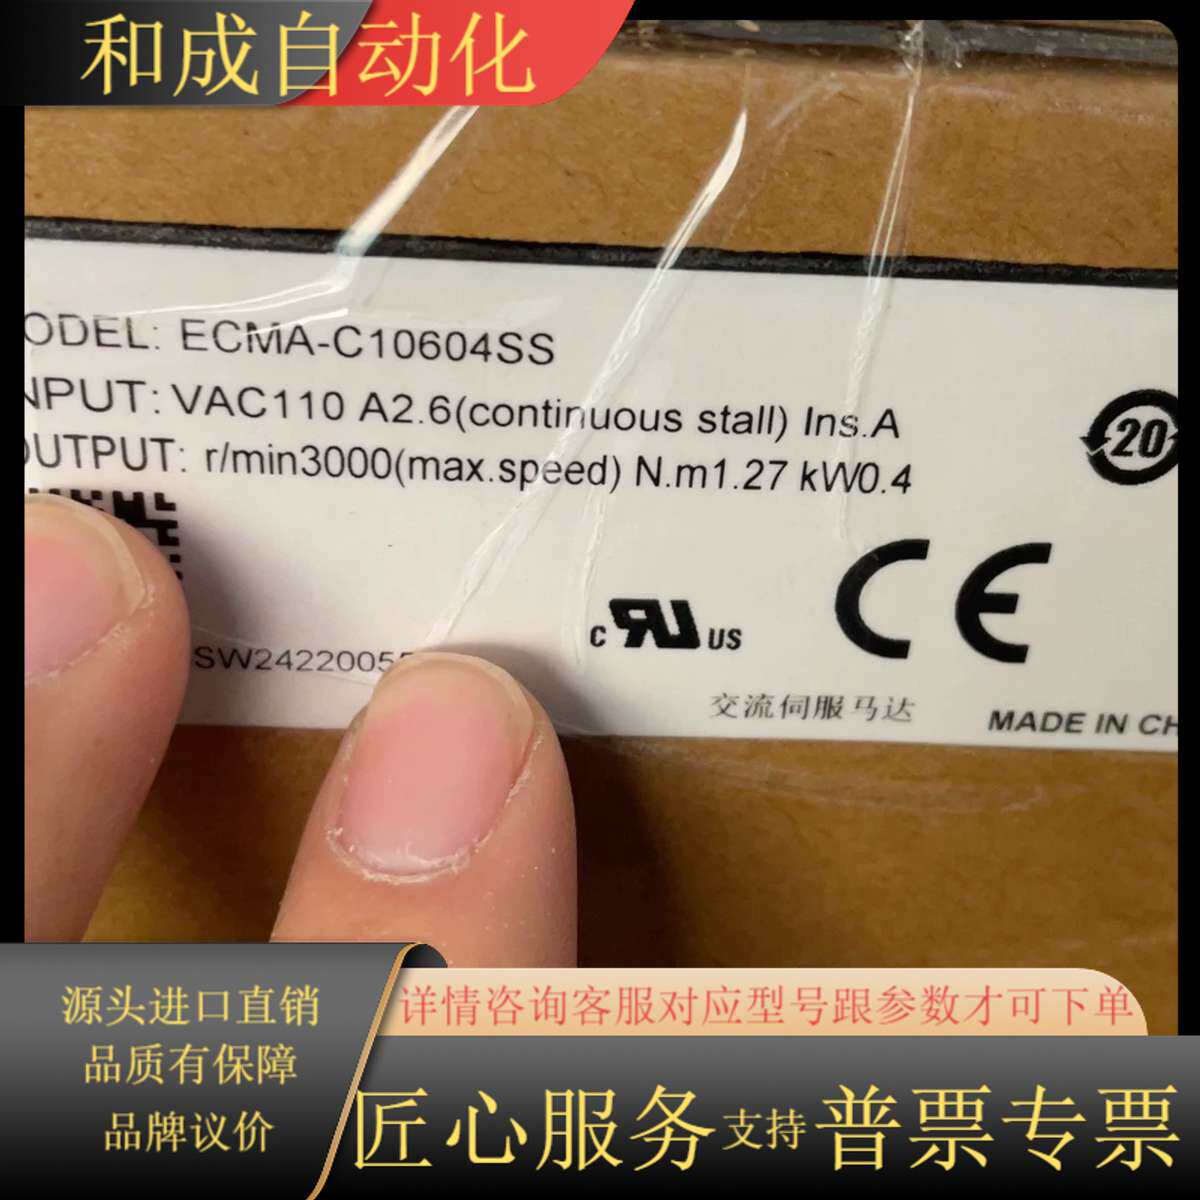 和成自动化
ODEL: ECMA-C10604SS
NPUT: VAC110 A2.6(continuous stall) Ins.A
OUTPUT: r/min3000(max.speed) N.m1.27 kW0.4
20
SW2422005
c RU US
CE
交流伺服马达
MADE IN CH
源头进口直销
品质有保障
品牌议价
详情咨询客服对应型号跟参数才可下单
匠心服务支持普票专票